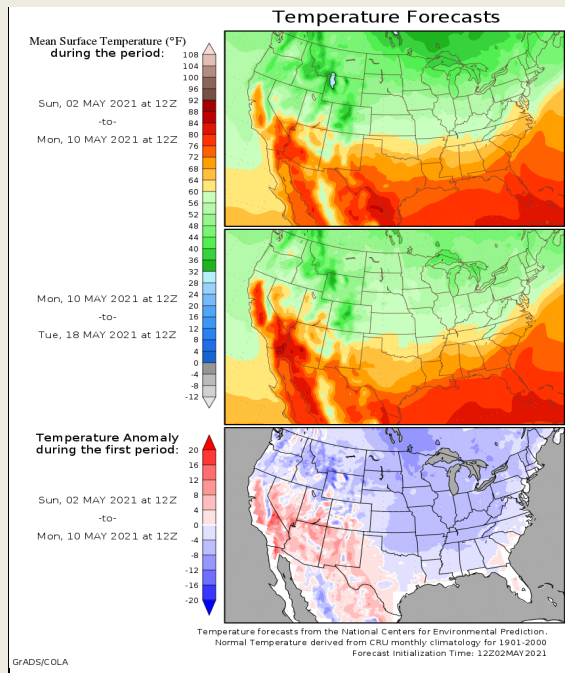 Temperature Forecasts
Mean Surface Temperature (°F)
during the period:
108
104
100
96
92
88
84
80
76
72
68
64
60
56
52
48
44
40
36
32
30
28
24
20
16
12
8
4
0
-4
-8
-12
Sun, 02 MAY 2021 at 12Z
-to-
Mon, 10 MAY 2021 at 12Z
Mon, 10 MAY 2021 at 12Z
-to-
Tue, 18 MAY 2021 at 12Z
Temperature Anomaly
during the first period:
20
16
12
8
4
0
-4
-8
-12
-16
-20
Sun, 02 MAY 2021 at 12Z
-to-
Mon, 10 MAY 2021 at 12Z
Temperature forecasts from the National Centers for Environmental Prediction.
Normal Temperature derived from CRU monthly climatology for 1901-2000
Forecast Initialization Time: 12Z02MAY2021
GrADS/COLA